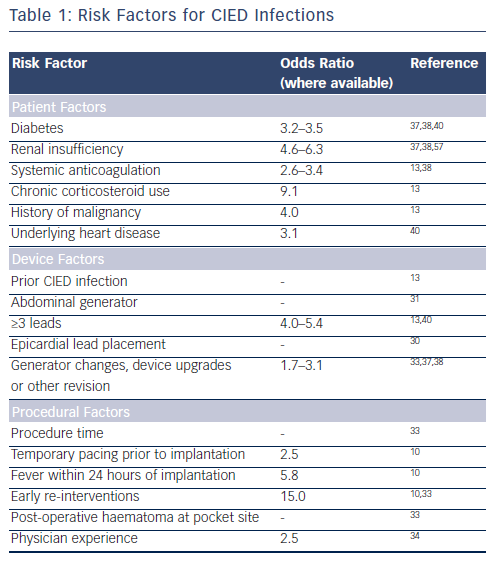 Table 1: Risk Factors for CIED Infections
Risk Factor Odds Ratio Reference
(where available)
Patient Factors
Diabetes 3.2–3.5 37,38,40
Renal insufficiency 4.6–6.3 37,38,57
Systemic anticoagulation 2.6–3.4 13,38
Chronic corticosteroid use 9.1 13
History of malignancy 4.0 13
Underlying heart disease 3.1 40
Device Factors
Prior CIED infection - 13
Abdominal generator - 31
≥3 leads 4.0–5.4 13,40
Epicardial lead placement - 30
Generator changes, device upgrades 1.7–3.1 33,37,38
or other revision
Procedural Factors
Procedure time - 33
Temporary pacing prior to implantation 2.5 10
Fever within 24 hours of implantation 5.8 10
Early re-interventions 15.0 10,33
Post-operative haematoma at pocket site - 33
Physician experience 2.5 34